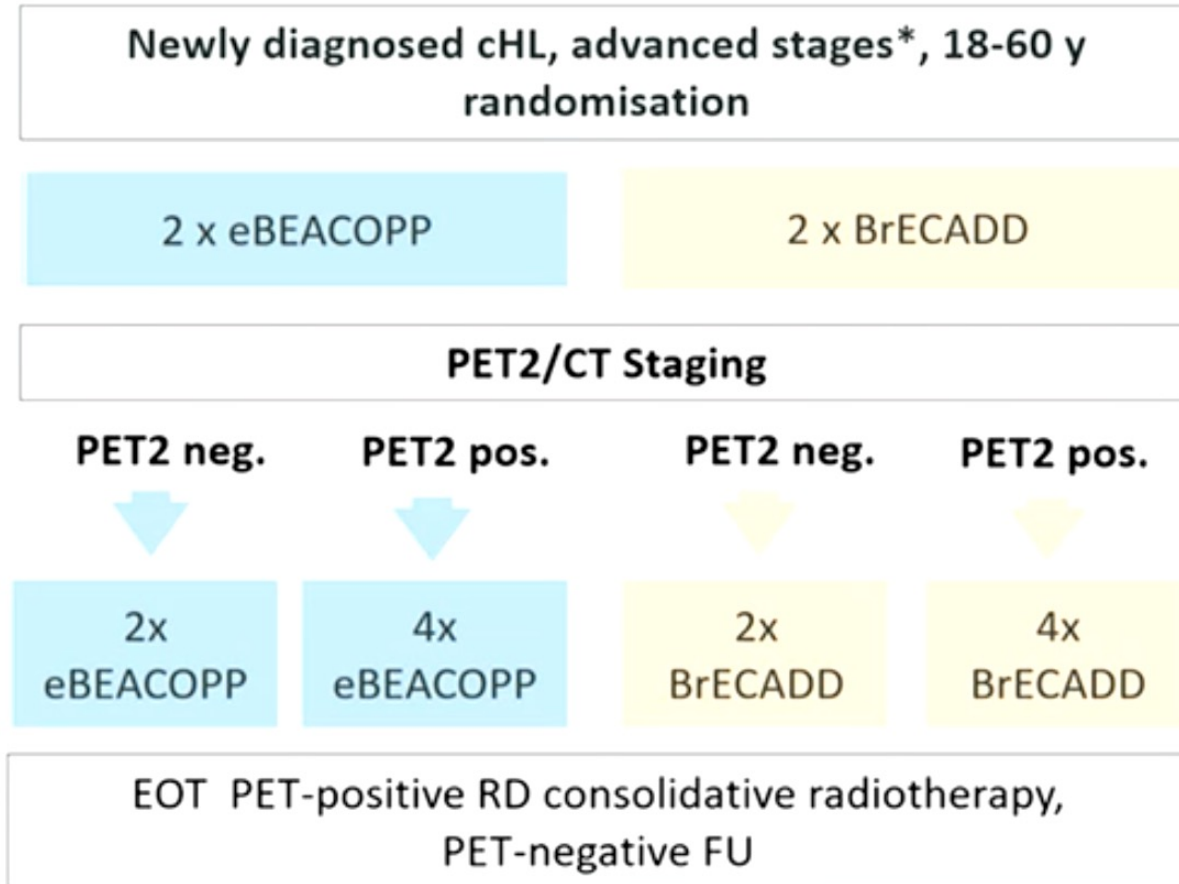 Newly diagnosed cHL, advanced stages*, 18-60 y
randomisation
2 x eBEACOPP
2 x BrECADD
PET2/CT Staging
PET2 neg.
PET2 pos.
PET2 neg.
PET2 pos.
2x
eBEACOPP
4x
eBEACOPP
2x
BrECADD
4x
BrECADD
EOT PET-positive RD consolidative radiotherapy,
PET-negative FU